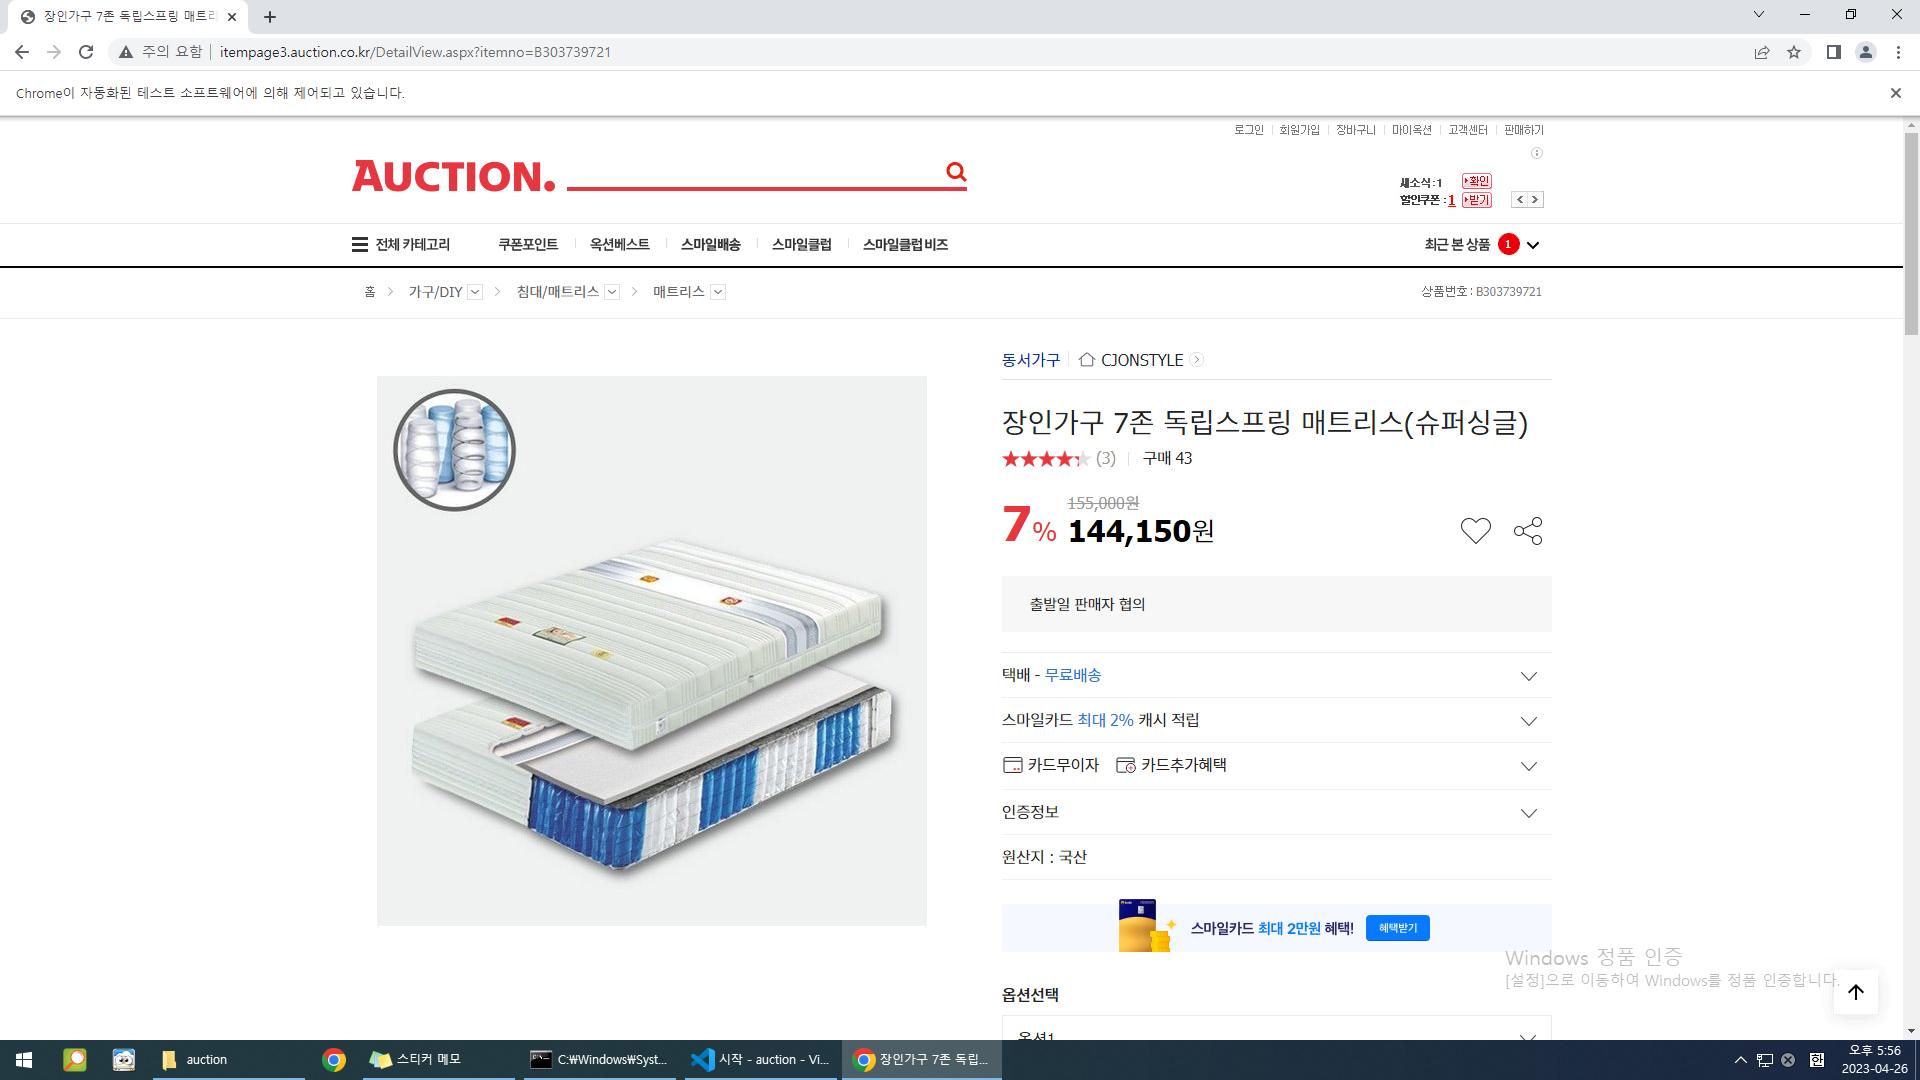 장인가구 7존 독립스프링 매트리
주의 요함 itempage3.auction.co.kr/DetailView.aspx?itemno=B303739721
Chrome이 자동화된 테스트 소프트웨어에 의해 제어되고 있습니다.
로그인 회원가입 장바구니 마이옥션 고객센터 판매하기
AUCTION.
새소식:1 확인
할인쿠폰:1 받기
전체 카테고리 쿠폰포인트 옥션베스트 스마일배송 스마일클럽 스마일클럽 비즈 최근 본 상품 1
홈 가구/DIY 침대/매트리스 매트리스 상품번호 : B303739721
동서가구 CJONSTYLE
장인가구 7존 독립스프링 매트리스(슈퍼싱글)
(3) 구매 43
155,000원
7% 144,150원
출발일 판매자 협의
택배 - 무료배송
스마일카드 최대 2% 캐시 적립
카드무이자 카드추가혜택
인증정보
원산지 : 국산
스마일카드 최대 2만원 혜택! 혜택받기
Windows 정품 인증
[설정]으로 이동하여 Windows를 정품 인증합니다.
옵션선택
옵션1
auction 스티커 메모 C:₩Windows₩Syst... 시작 - auction - Vi... 장인가구 7존 독립... 한 오후 5:56
2023-04-26